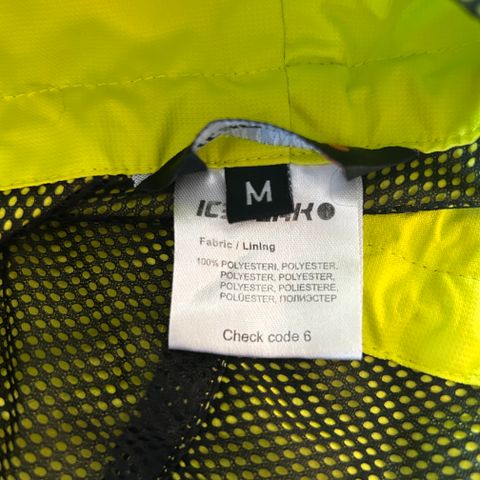 M
ICEPEAK
Fabric / Lining
100% POLYESTERI, POLYESTER,
POLYESTER, POLYESTER,
POLYESTER, POLIESTERE,
POLÜESTER, ПОЛИЭСТЕР
Check code 6